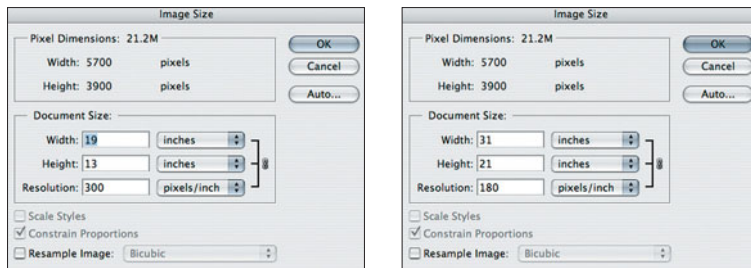 Image Size
Pixel Dimensions: 21.2M
OK
Width: 5700 pixels
Cancel
Height: 3900 pixels
Auto...
Document Size:
Width: 19 inches
Height: 13 inches
Resolution: 300 pixels/inch
Scale Styles
Constrain Proportions
Resample Image: Bicubic
Image Size
Pixel Dimensions: 21.2M
OK
Width: 5700 pixels
Cancel
Height: 3900 pixels
Auto...
Document Size:
Width: 31 inches
Height: 21 inches
Resolution: 180 pixels/inch
Scale Styles
Constrain Proportions
Resample Image: Bicubic